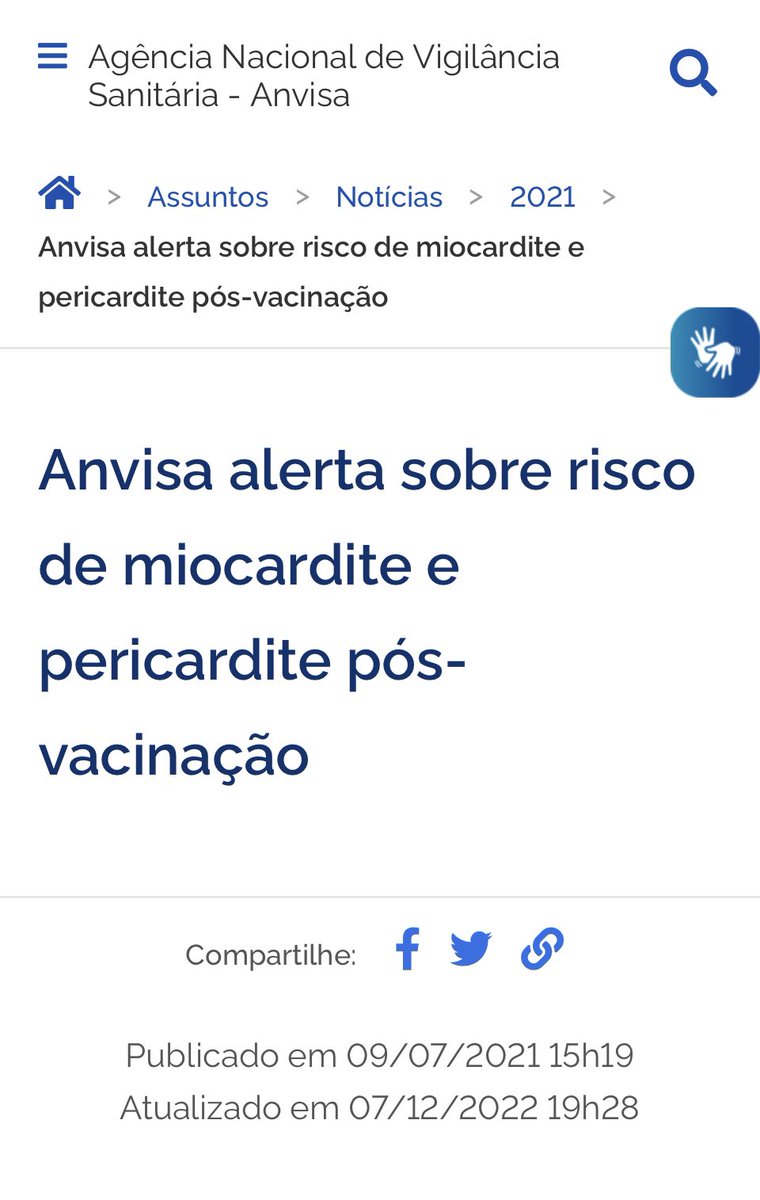 Agência Nacional de Vigilância
Sanitária - Anvisa
> Assuntos > Notícias > 2021 >
Anvisa alerta sobre risco de miocardite e
pericardite pós-vacinação
Anvisa alerta sobre risco
de miocardite e
pericardite pós-
vacinação
Compartilhe:
Publicado em 09/07/2021 15h19
Atualizado em 07/12/2022 19h28